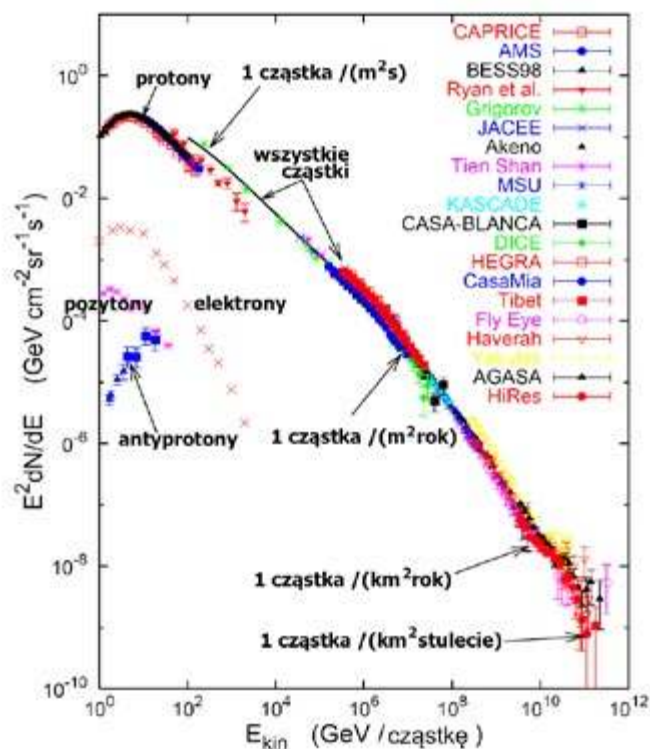 CAPRICE
AMS
BESS98
Ryan et al.
Grigorov
JACEE
Akeno
Tien Shan
MSU
KASCADE
CASA-BLANCA
DICE
HEGRA
CasaMia
Tibet
Fly Eye
Haverah
AGASA
HiRes
protony
1 cząstka /(m²s)
wszystkie
cząstki
pozytony
elektrony
antyprotony
1 cząstka /(m²rok)
1 cząstka /(km²rok)
1 cząstka /(km²stulecie)
E²dN/dE (GeV cm⁻²sr⁻¹s⁻¹)
10⁰
10⁻²
10⁻⁴
10⁻⁶
10⁻⁸
10⁻¹⁰
10⁰ 10² 10⁴ 10⁶ 10⁸ 10¹⁰ 10¹²
E kin (GeV / cząstkę)